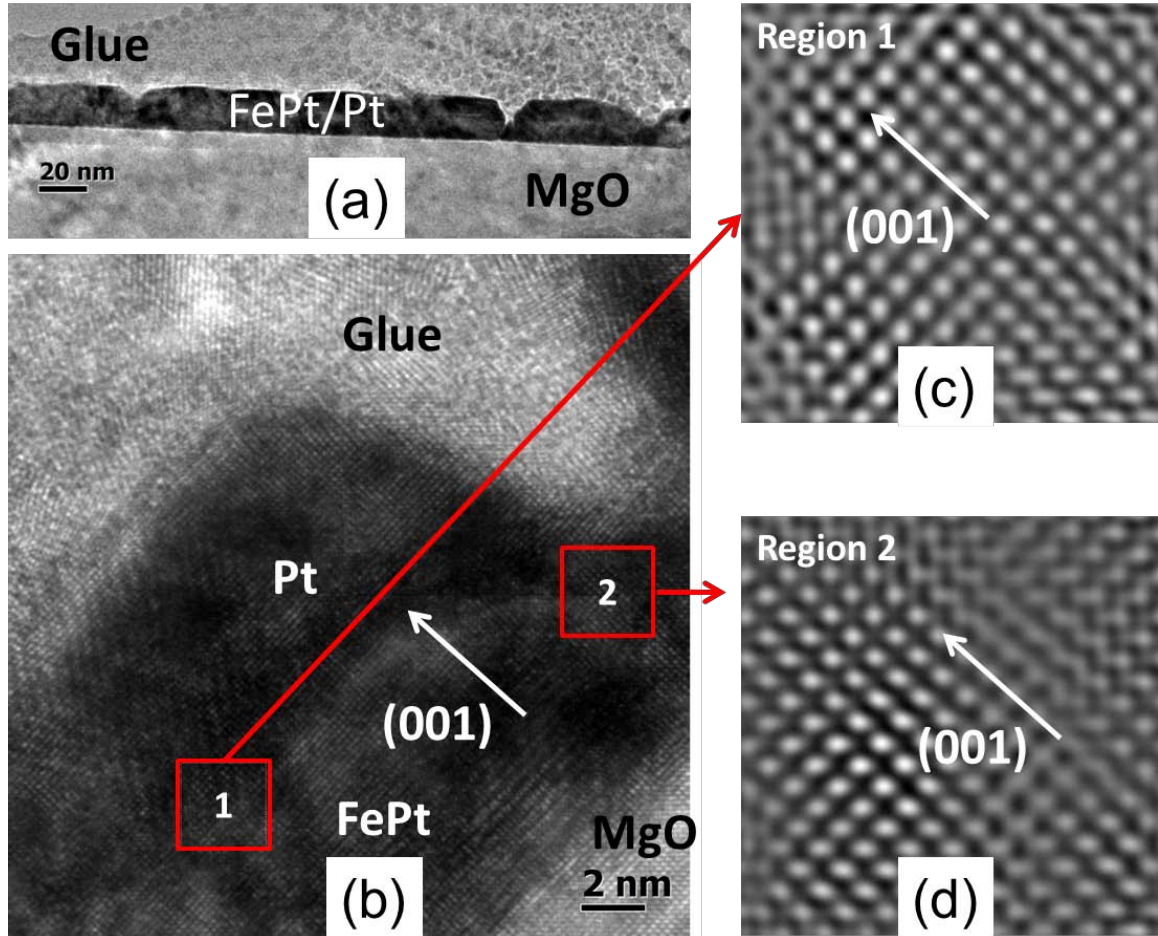 Glue
FePt/Pt
20 nm
(a)
MgO
Region 1
(001)
(c)
Glue
Pt
2
(001)
1
FePt
MgO
2 nm
(b)
Region 2
(001)
(d)